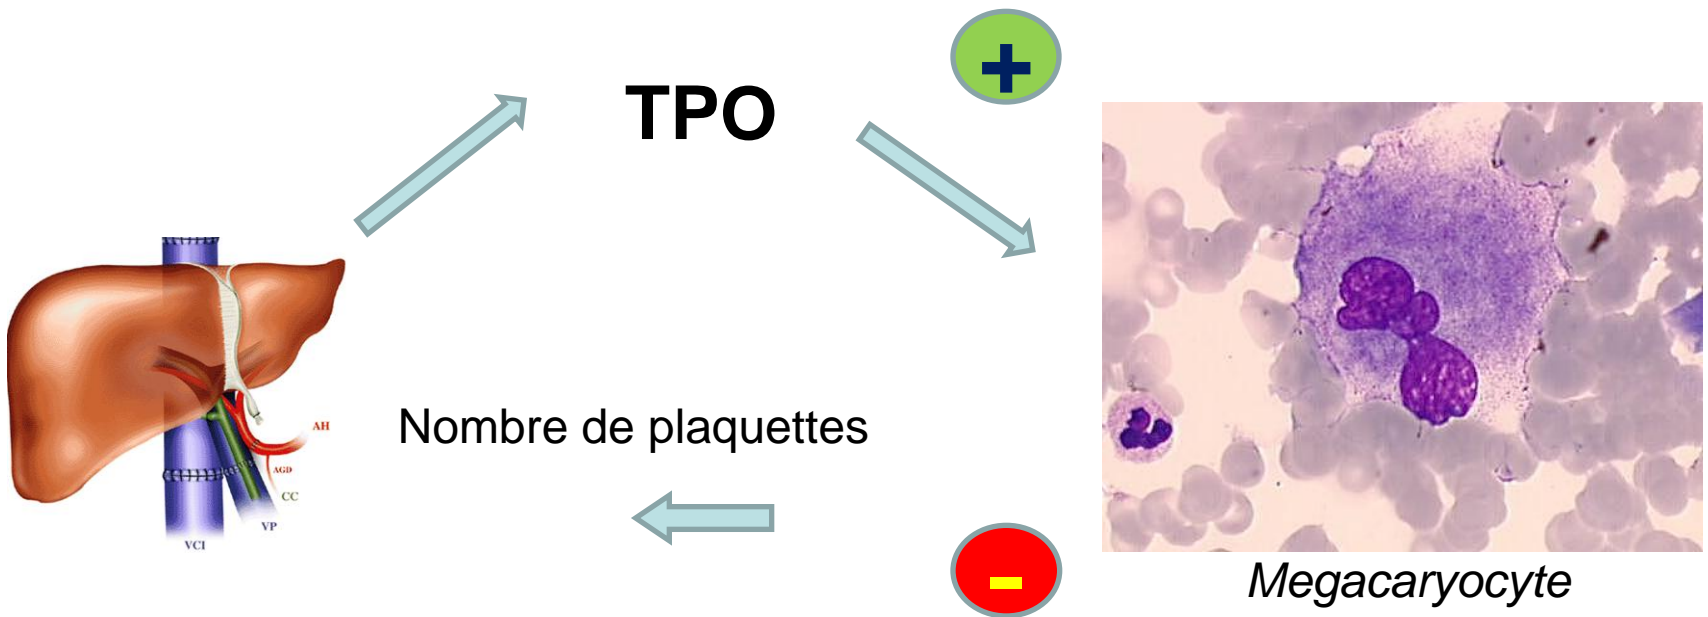 +
TPO
AH
AGD
CC
VP
VCI
Nombre de plaquettes
-
Megacaryocyte